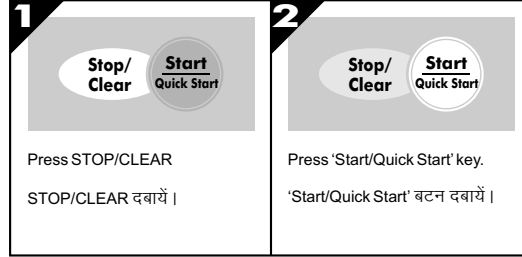 1
Stop/
Clear
Start
Quick Start
Press STOP/CLEAR
STOP/CLEAR दबायें।
2
Stop/
Clear
Start
Quick Start
Press ‘Start/Quick Start’ key.
‘Start/Quick Start’ बटन दबायें।